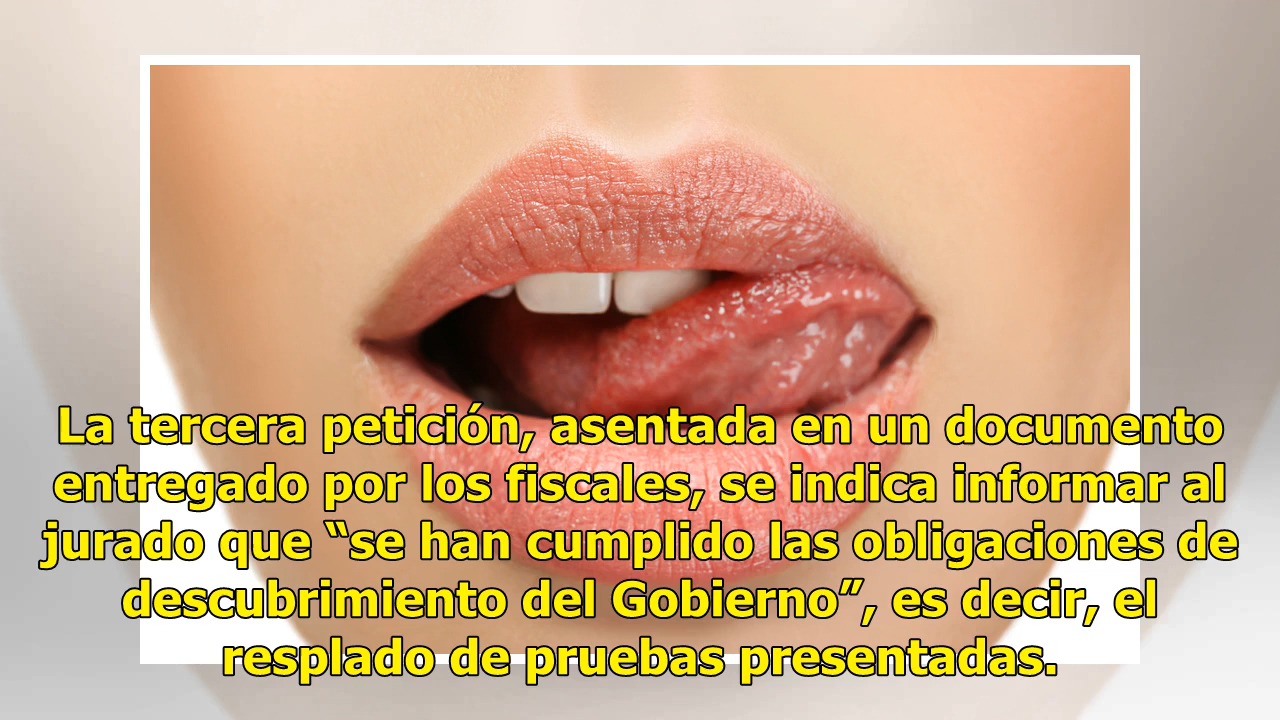 La tercera petición, asentada en un documento
entregado por los fiscales, se indica informar al
jurado que “se han cumplido las obligaciones de
descubrimiento del Gobierno”, es decir, el
resplado de pruebas presentadas.